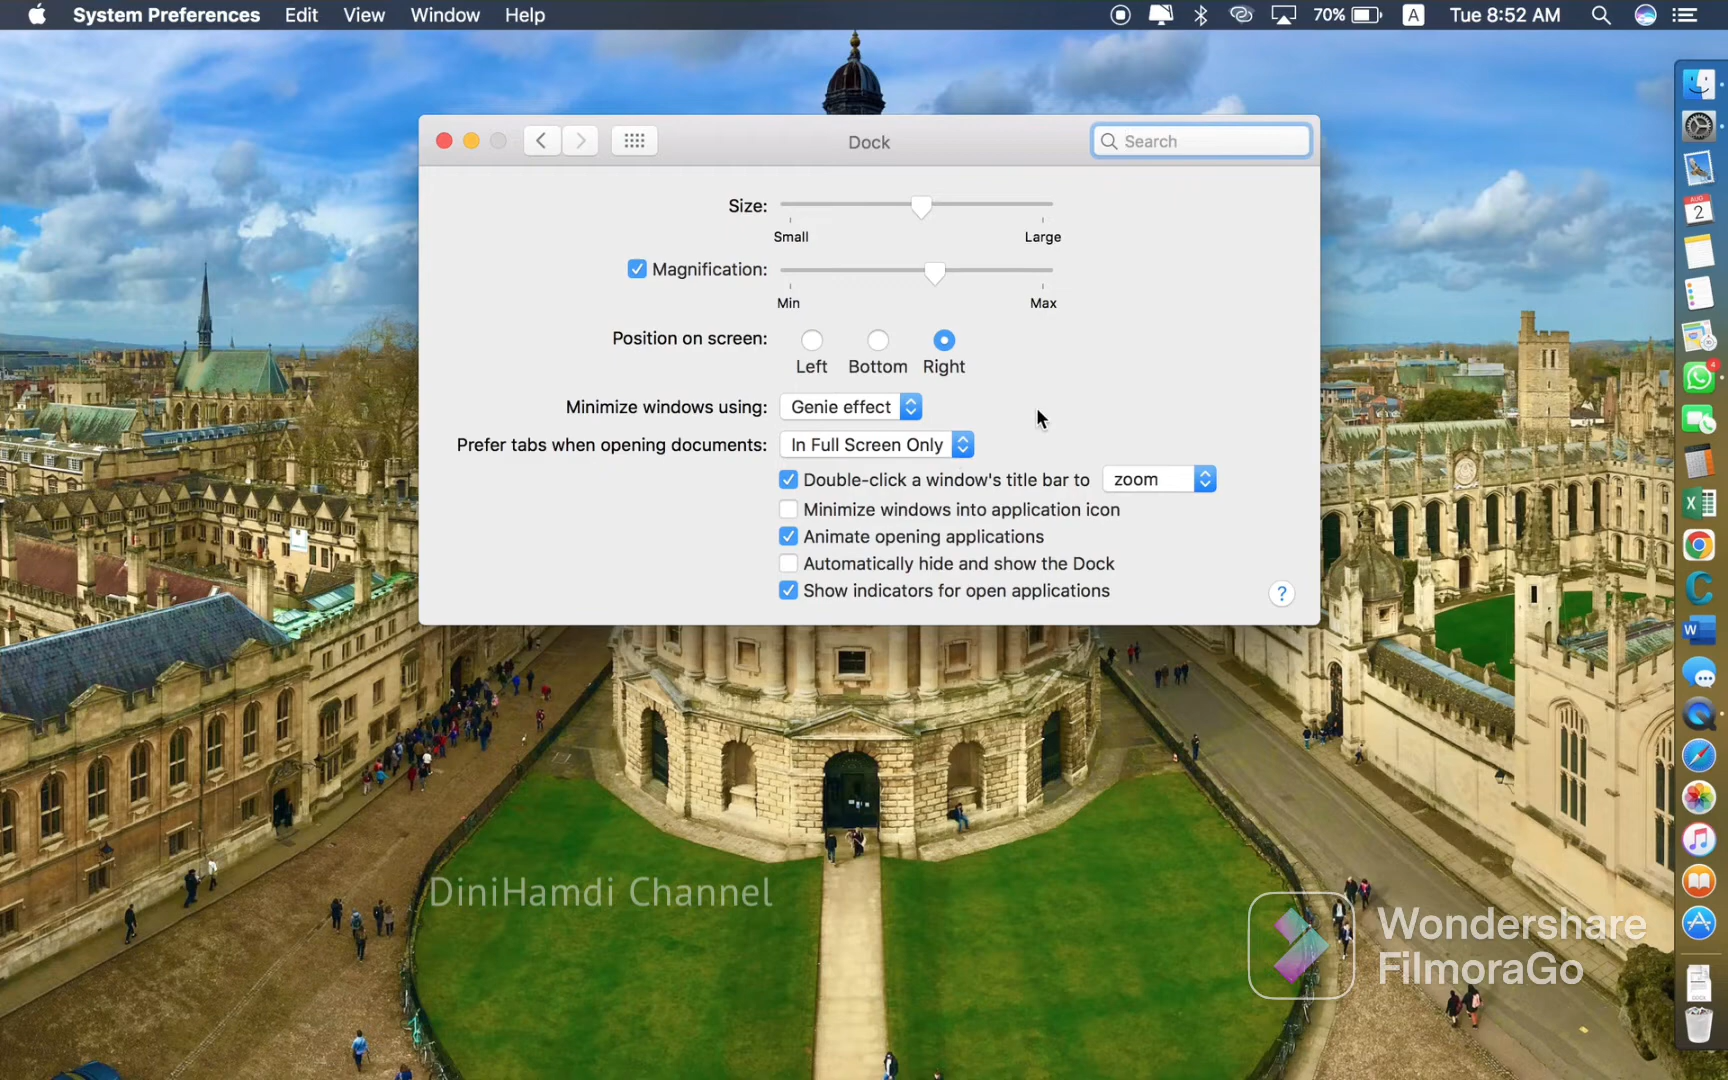 System Preferences Edit View Window Help 70% A Tue 8:52 AM
Dock
Search
Size:
Small Large
Magnification:
Min Max
Position on screen:
Left Bottom Right
Minimize windows using: Genie effect
Prefer tabs when opening documents: In Full Screen Only
Double-click a window's title bar to zoom
Minimize windows into application icon
Animate opening applications
Automatically hide and show the Dock
Show indicators for open applications
?
AUG
2
4
X
C
W
DiniHamdi Channel
Wondershare
FilmoraGo